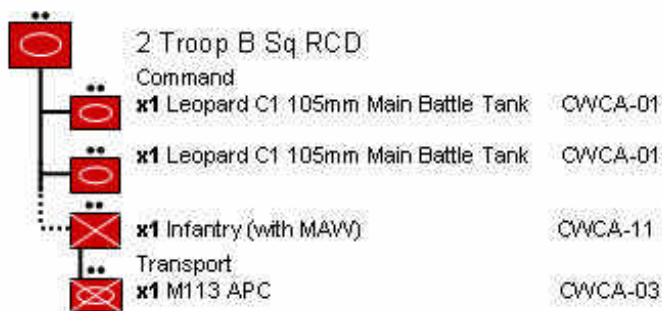 2 Troop B Sq RCD
Command
x1 Leopard C1 105mm Main Battle Tank CWCA-01
x1 Leopard C1 105mm Main Battle Tank CWCA-01
x1 Infantry (with MAW) CWCA-11
Transport
x1 M113 APC CWCA-03